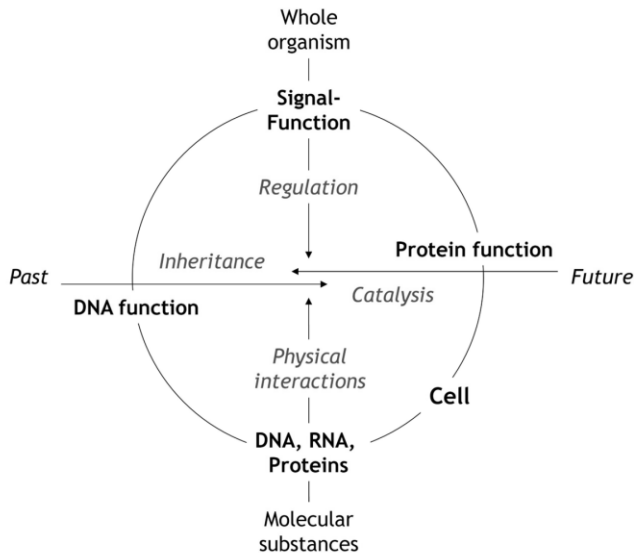 Whole
organism
Signal-
Function
Regulation
Protein function
Inheritance
Past
Future
Catalysis
DNA function
Physical
interactions
Cell
DNA, RNA,
Proteins
Molecular
substances